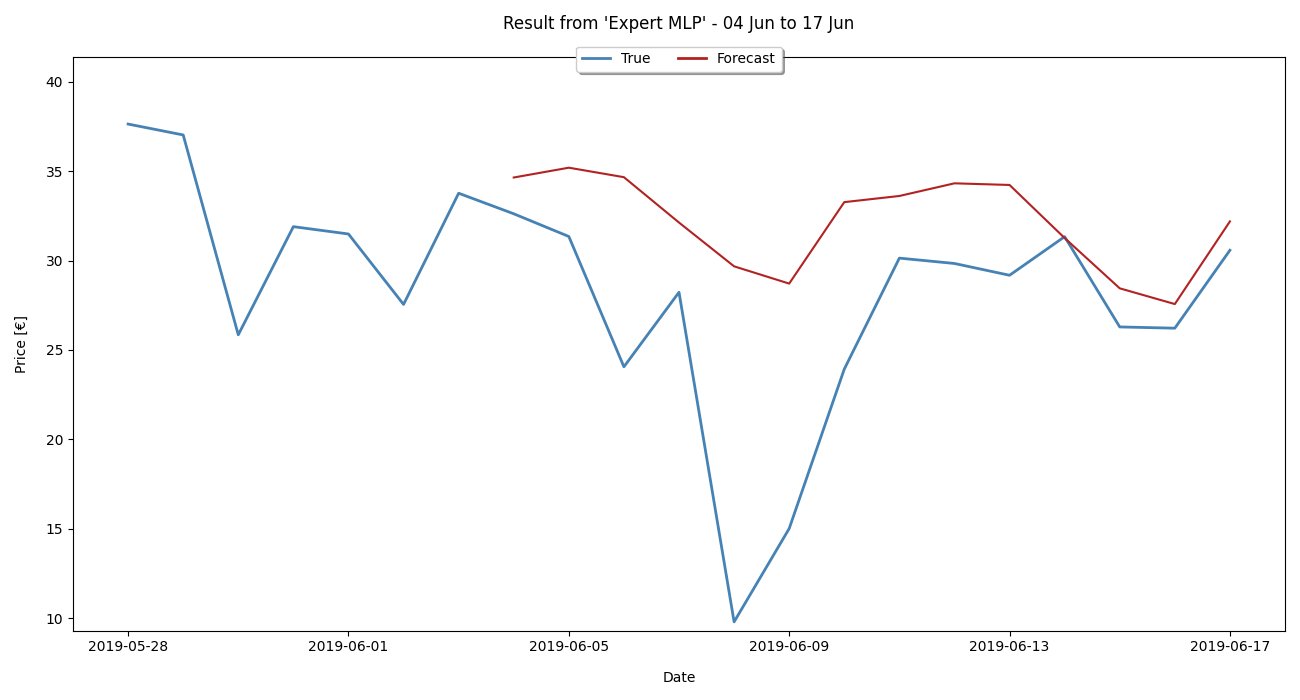 Result from 'Expert MLP' - 04 Jun to 17 Jun
True Forecast
40
35
30
25
20
15
10
Price [€]
2019-05-28 2019-06-01 2019-06-05 2019-06-09 2019-06-13 2019-06-17
Date